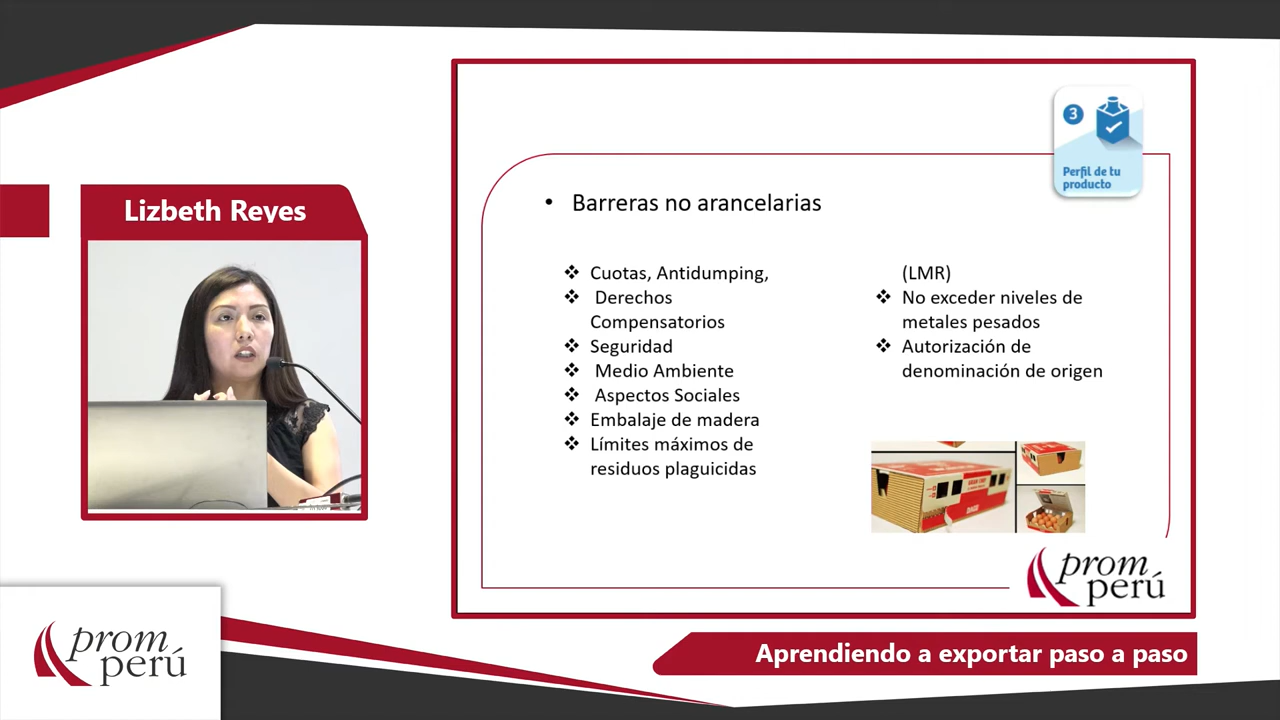 Lizbeth Reyes
3
Perfil de tu
producto
• Barreras no arancelarias
❖ Cuotas, Antidumping,
❖ Derechos
Compensatorios
❖ Seguridad
❖ Medio Ambiente
❖ Aspectos Sociales
❖ Embalaje de madera
❖ Límites máximos de
residuos plaguicidas
(LMR)
❖ No exceder niveles de
metales pesados
❖ Autorización de
denominación de origen
prom
perú
prom
perú
Aprendiendo a exportar paso a paso